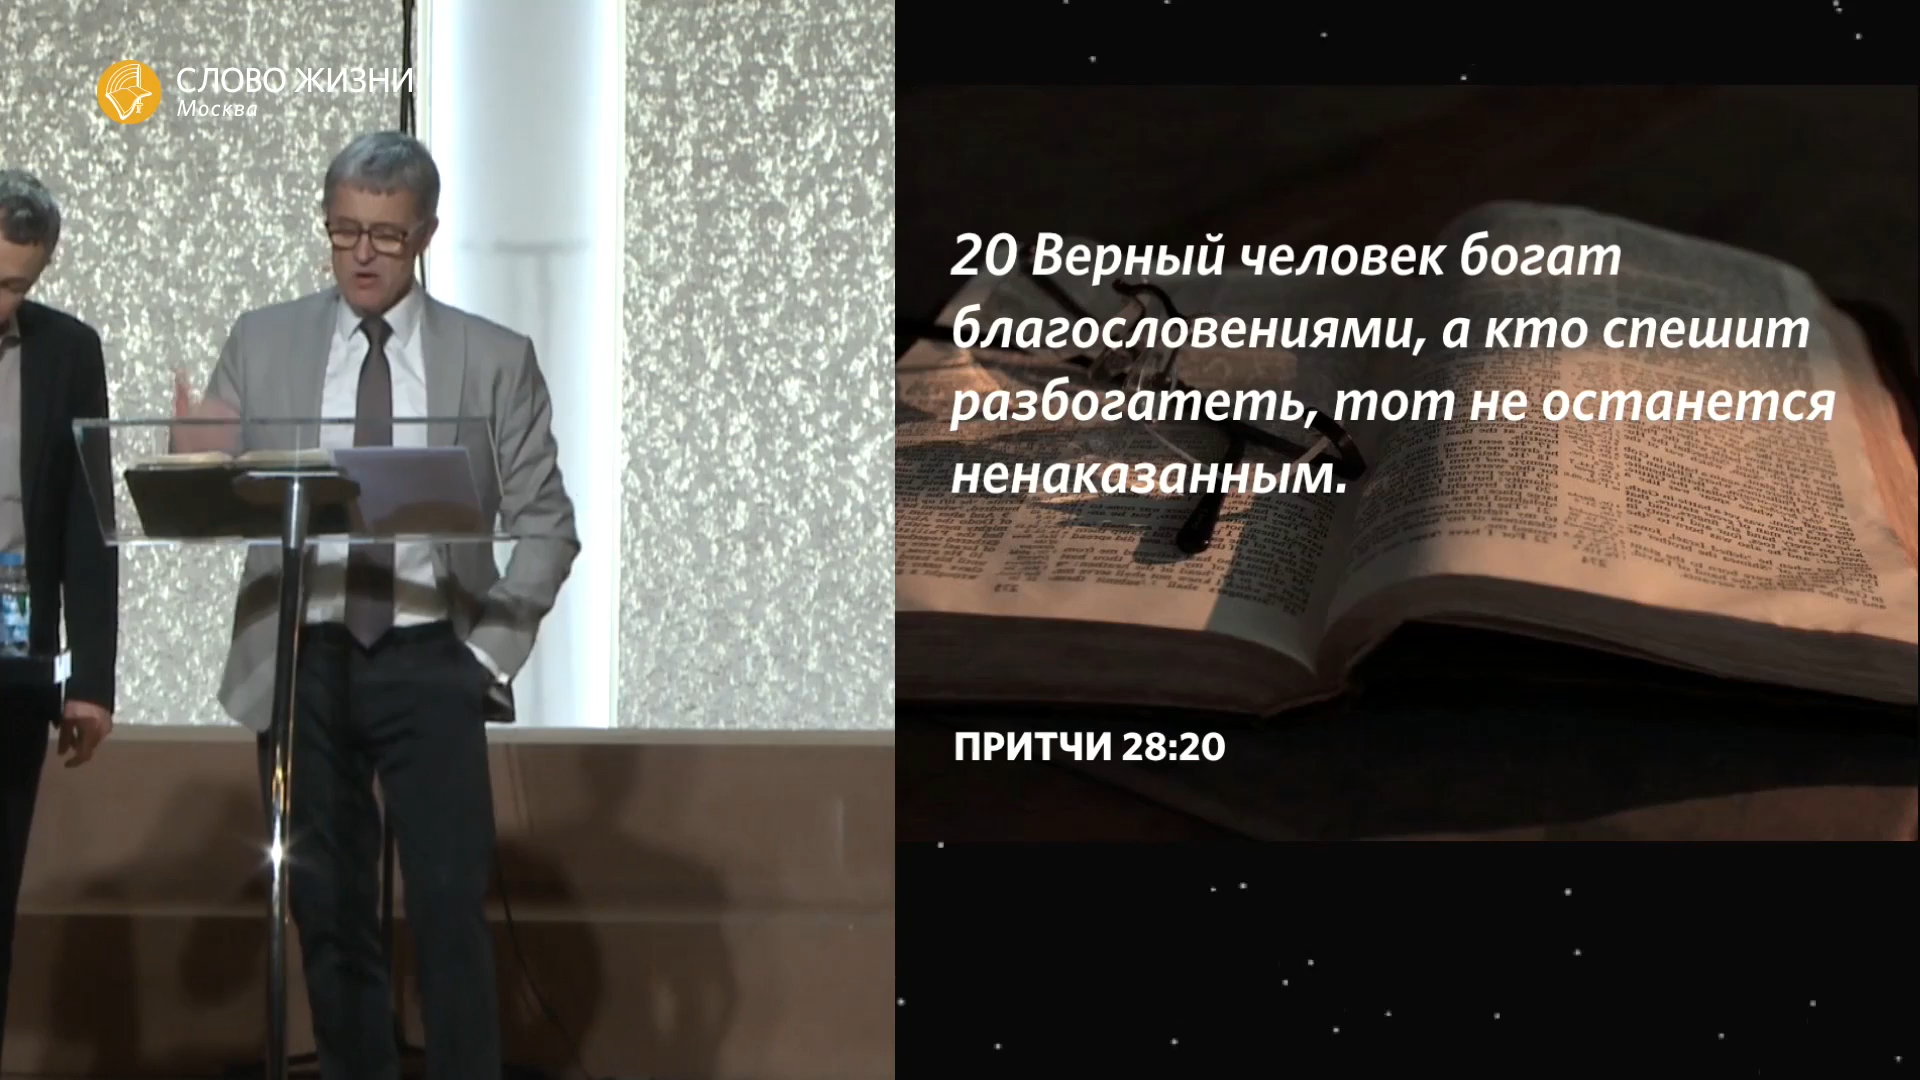 СЛОВО ЖИЗНИ
Москва
20 Верный человек богат
благословениями, а кто спешит
разбогатеть, тот не останется
ненаказанным.
ПРИТЧИ 28:20